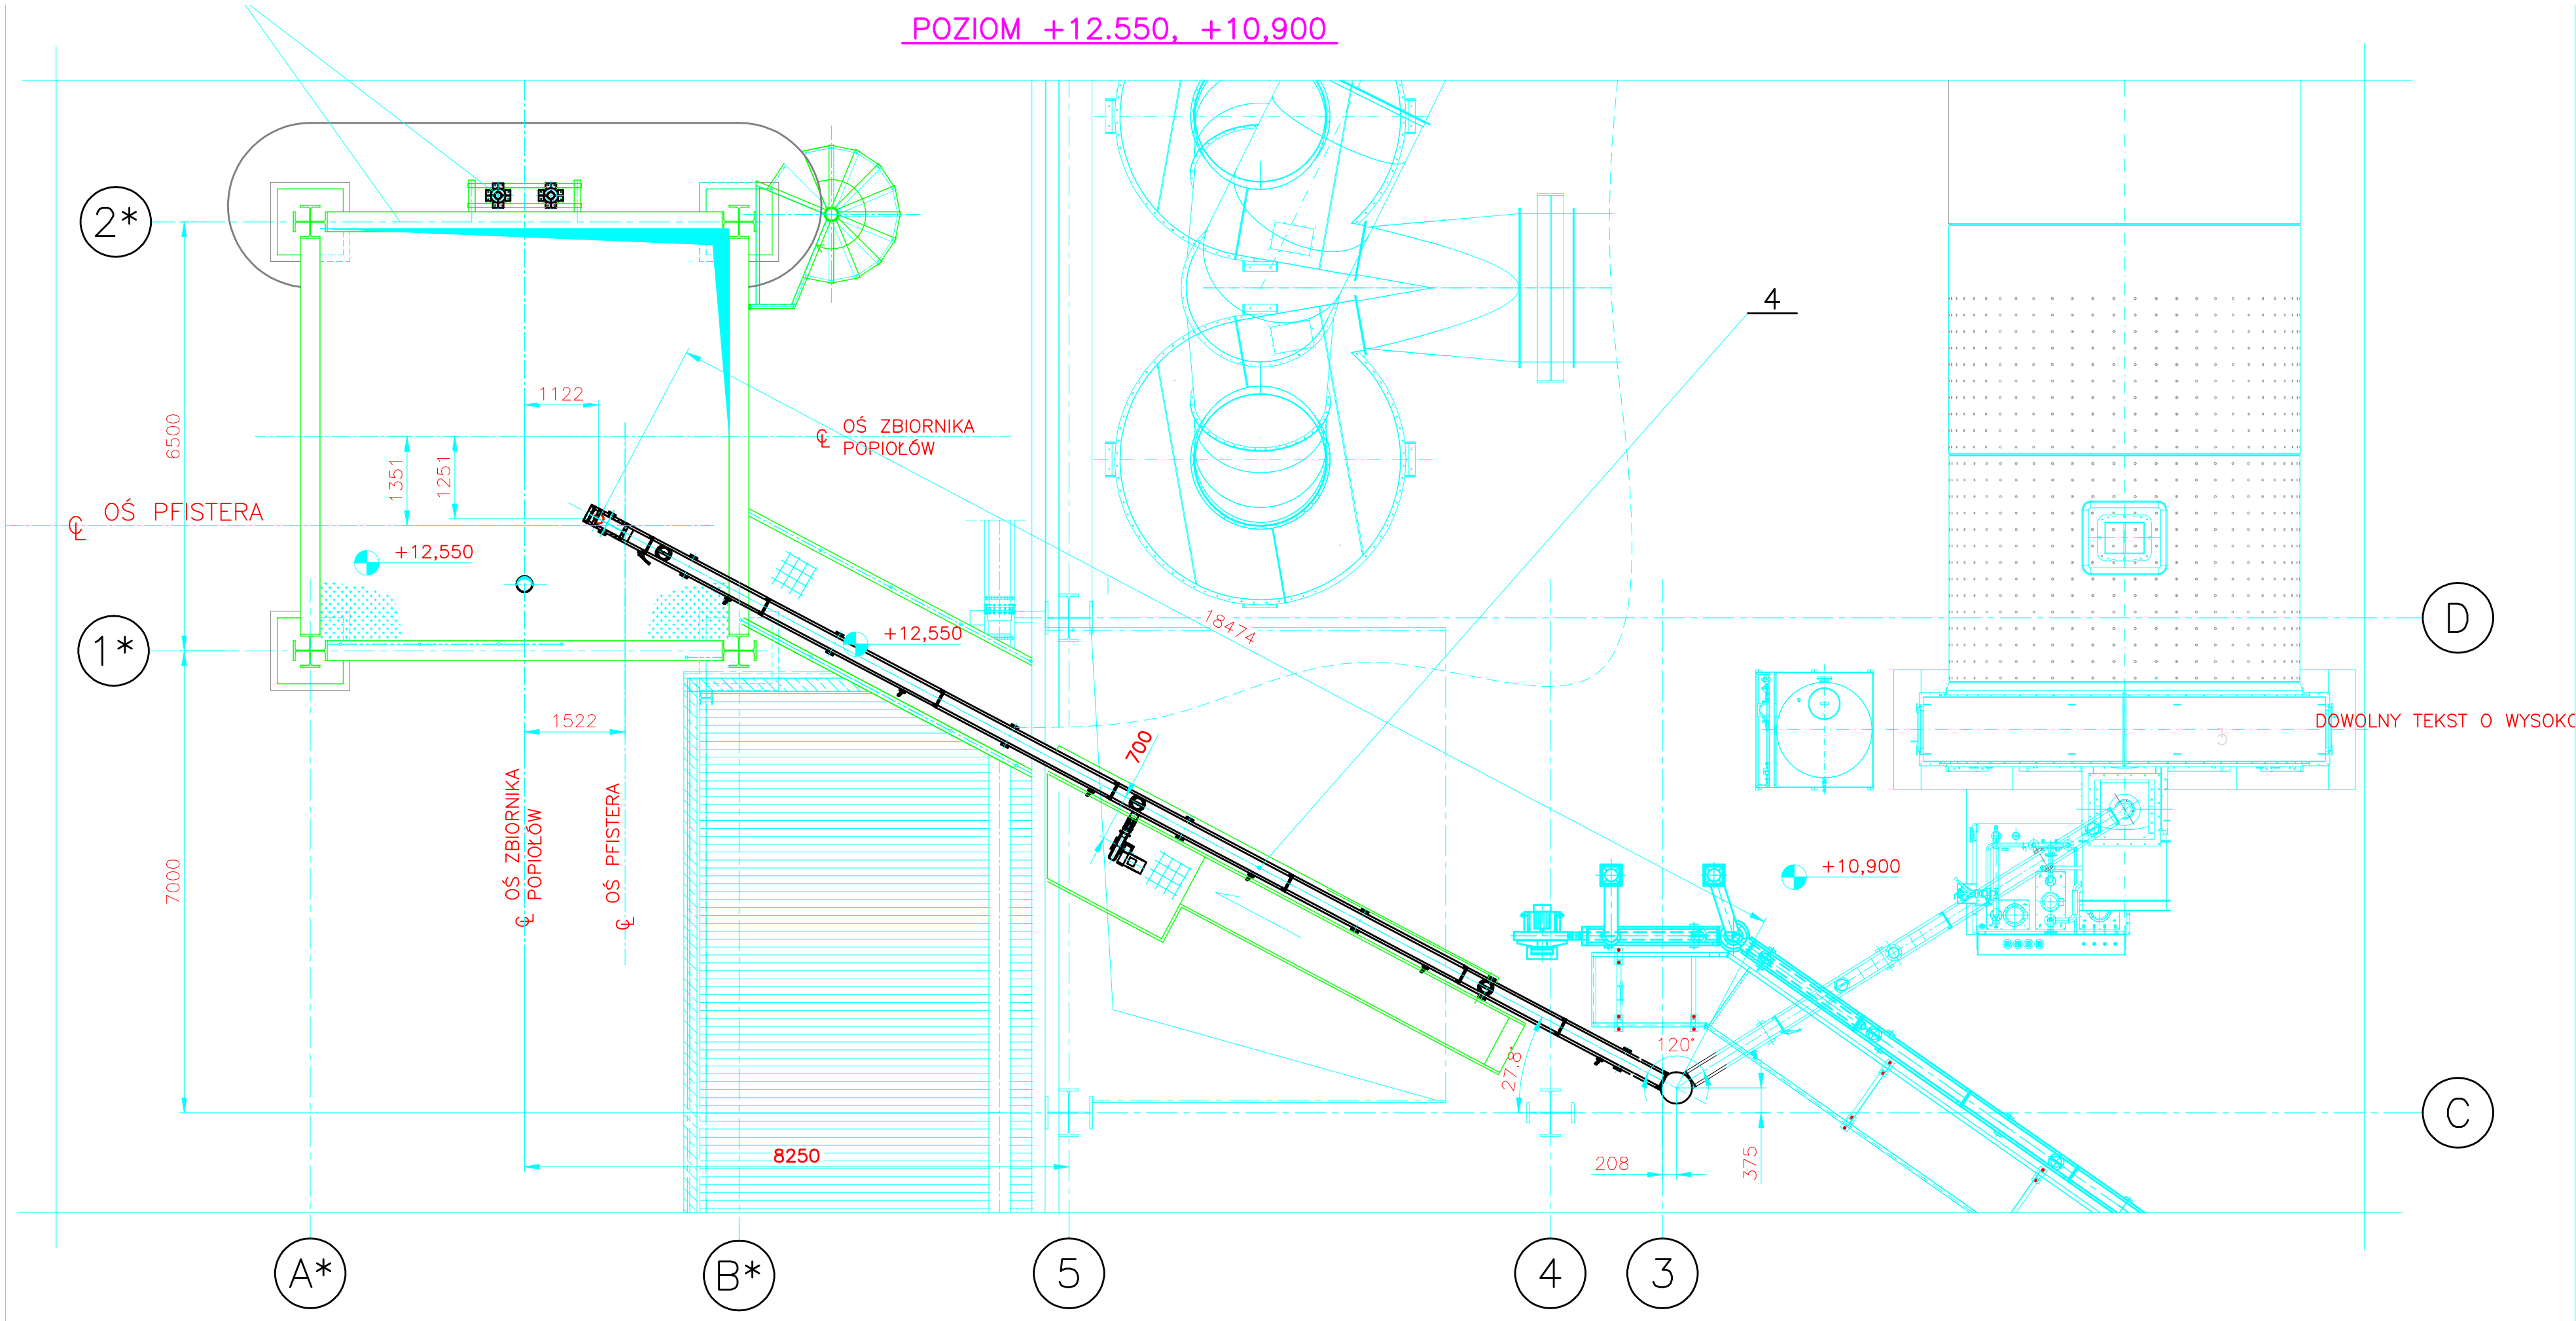 POZIOM +12.550, +10,900
2*
4
1122
6500
1351
1251
OŚ ZBIORNIKA
POPIOŁÓW
OŚ PFISTERA
+12,550
18474
D
+12,550
1*
1522
700
3
DOWOLNY TEKST O WYSOKO
OŚ ZBIORNIKA
POPIOŁÓW
OŚ PFISTERA
7000
+10,900
120°
27.8°
C
8250
208
375
A*
B*
5
4
3